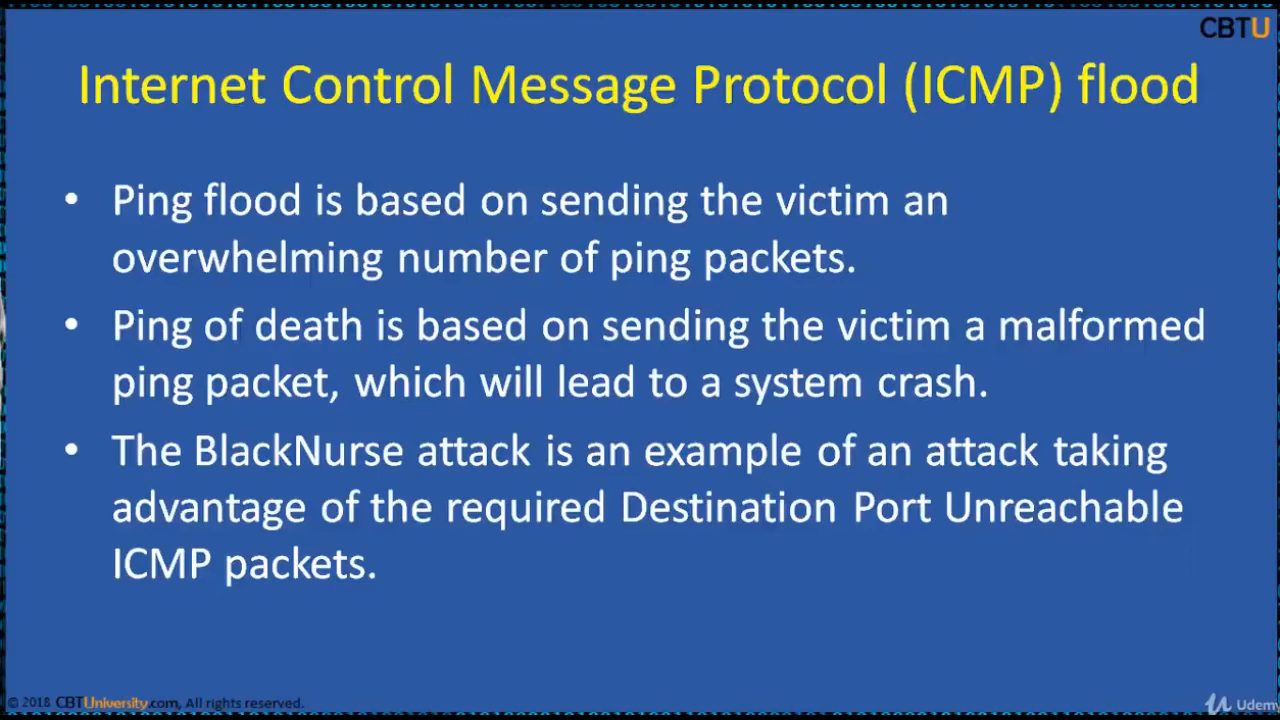 CBTU
Internet Control Message Protocol (ICMP) flood
• Ping flood is based on sending the victim an
overwhelming number of ping packets.
• Ping of death is based on sending the victim a malformed
ping packet, which will lead to a system crash.
• The BlackNurse attack is an example of an attack taking
advantage of the required Destination Port Unreachable
ICMP packets.
© 2018 CBTUniversity.com, All rights reserved.
Udemy